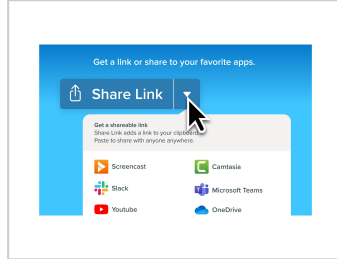 Get a link or share to your favorite apps.
Share Link
Get a shareable link
Share Link adds a link to your clipboard.
Paste to share with anyone anywhere.
Screencast
Camtasia
Slack
Microsoft Teams
Youtube
OneDrive